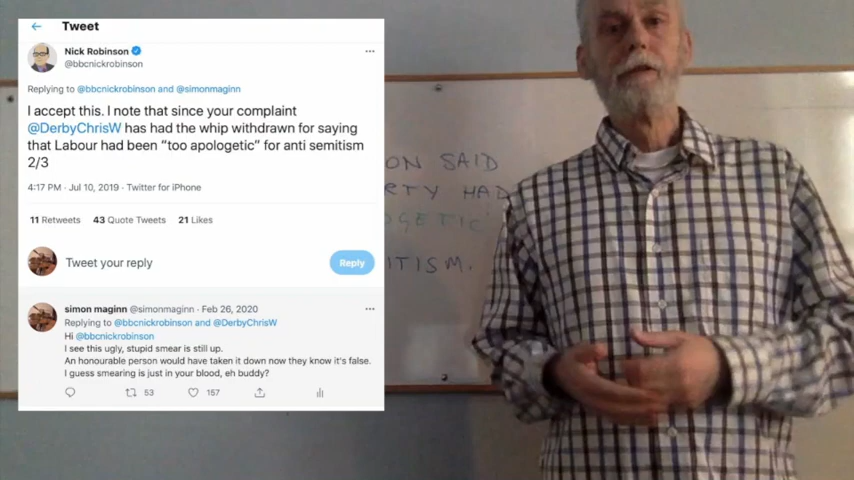 Tweet
Nick Robinson
@bbcnickrobinson
Replying to @bbcnickrobinson and @simonmaginn
I accept this. I note that since your complaint
@DerbyChrisW has had the whip withdrawn for saying
that Labour had been “too apologetic” for anti semitism
2/3
4:17 PM · Jul 10, 2019 · Twitter for iPhone
11 Retweets 43 Quote Tweets 21 Likes
Tweet your reply
Reply
simon maginn @simonmaginn · Feb 26, 2020
Replying to @bbcnickrobinson and @DerbyChrisW
Hi @bbcnickrobinson
I see this ugly, stupid smear is still up.
An honourable person would have taken it down now they know it's false.
I guess smearing is just in your blood, eh buddy?
53 157
ON SAID
RTY HAD
OGETIC'
ITISM.